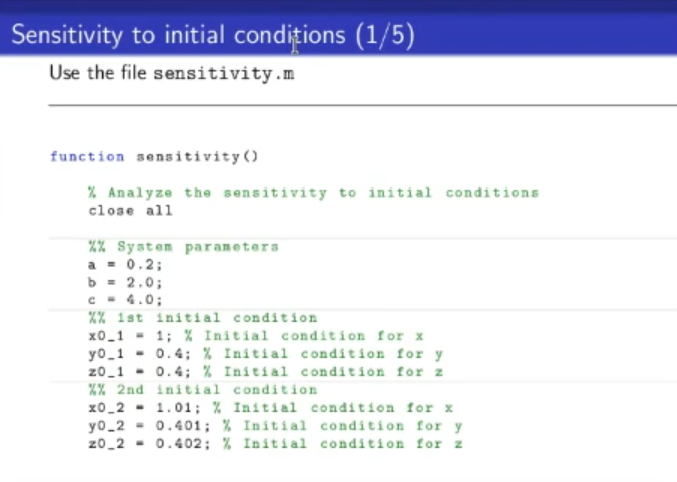 Sensitivity to initial conditions (1/5)
Use the file sensitivity.m
function sensitivity()
% Analyze the sensitivity to initial conditions
close all
%% System parameters
a = 0.2;
b = 2.0;
c = 4.0;
%% 1st initial condition
x0_1 = 1; % Initial condition for x
y0_1 = 0.4; % Initial condition for y
z0_1 = 0.4; % Initial condition for z
%% 2nd initial condition
x0_2 = 1.01; % Initial condition for x
y0_2 = 0.401; % Initial condition for y
z0_2 = 0.402; % Initial condition for z